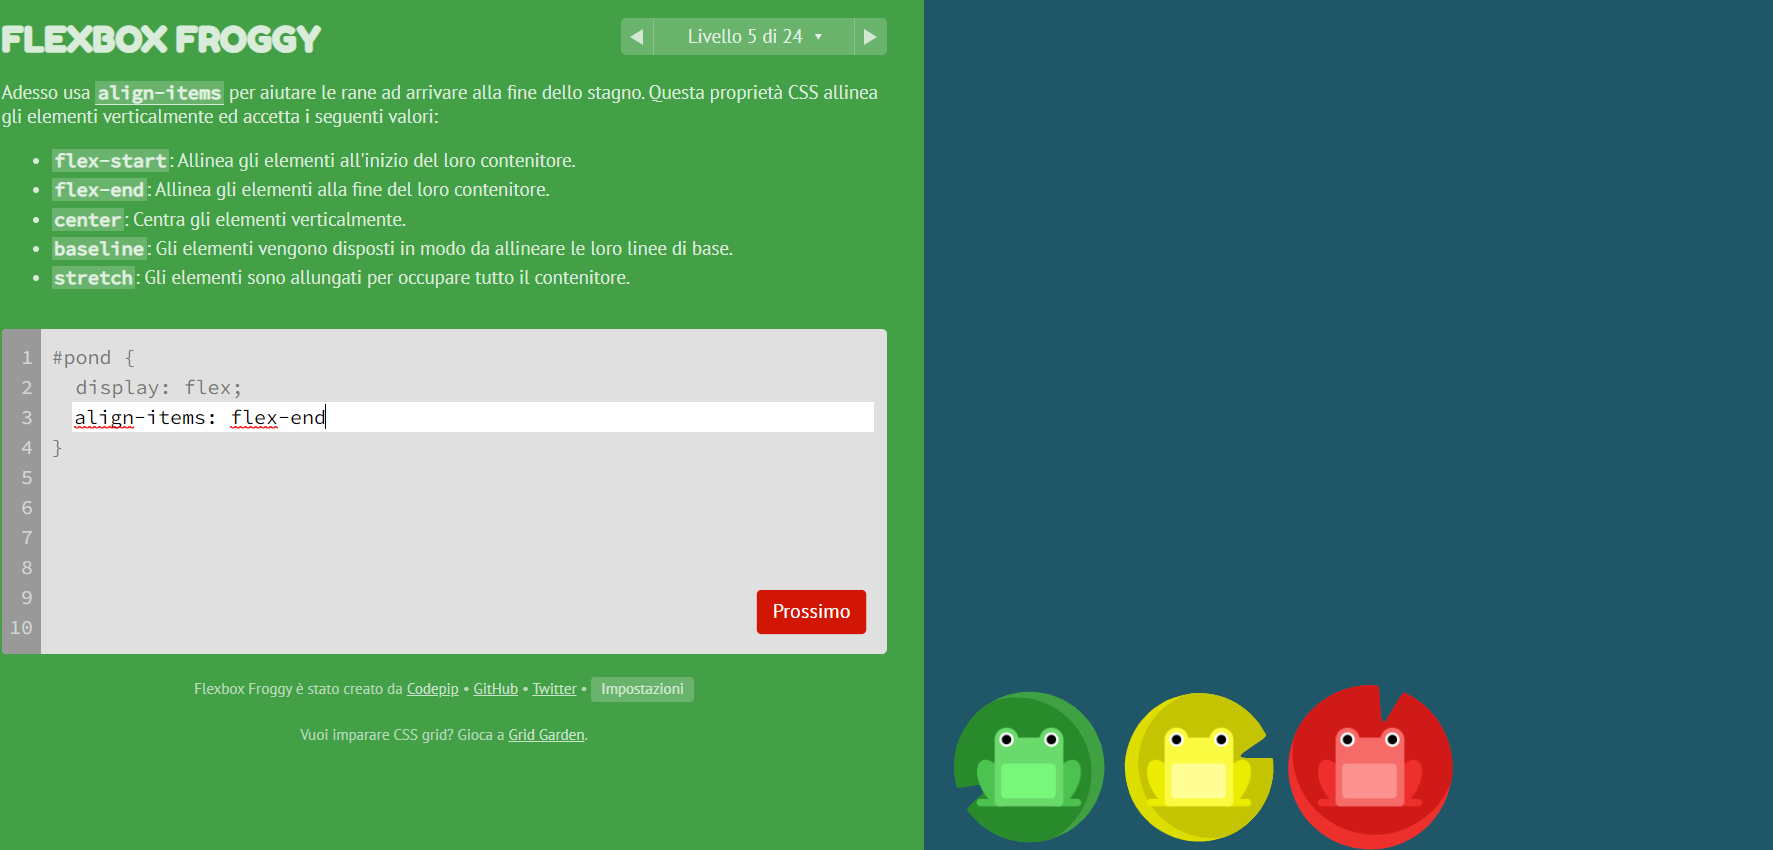 FLEXBOX FROGGY
◀ Livello 5 di 24 ▾ ▶
Adesso usa align-items per aiutare le rane ad arrivare alla fine dello stagno. Questa proprietà CSS allinea
gli elementi verticalmente ed accetta i seguenti valori:
• flex-start: Allinea gli elementi all'inizio del loro contenitore.
• flex-end: Allinea gli elementi alla fine del loro contenitore.
• center: Centra gli elementi verticalmente.
• baseline: Gli elementi vengono disposti in modo da allineare le loro linee di base.
• stretch: Gli elementi sono allungati per occupare tutto il contenitore.
1 #pond {
2 display: flex;
3 align-items: flex-end
4 }
5
6
7
8
9
10
Prossimo
Flexbox Froggy è stato creato da Codepip • GitHub • Twitter • Impostazioni
Vuoi imparare CSS grid? Gioca a Grid Garden.